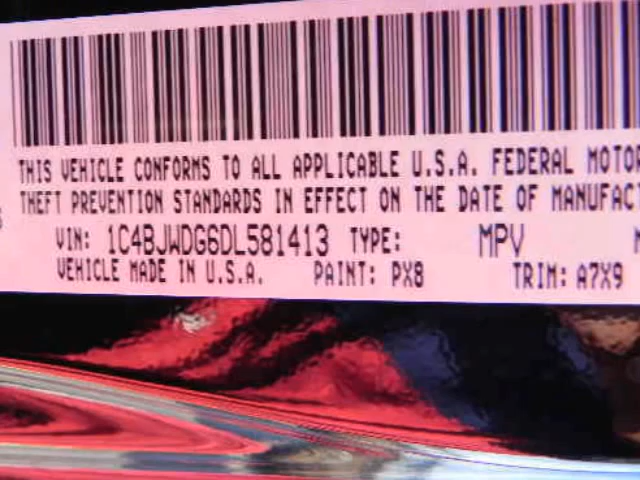 THIS VEHICLE CONFORMS TO ALL APPLICABLE U.S.A. FEDERAL MOTOR
THEFT PREVENTION STANDARDS IN EFFECT ON THE DATE OF MANUFACT
VIN: 1C4BJWDG6DL581413 TYPE: MPV
VEHICLE MADE IN U.S.A. PAINT: PX8 TRIM: A7X9